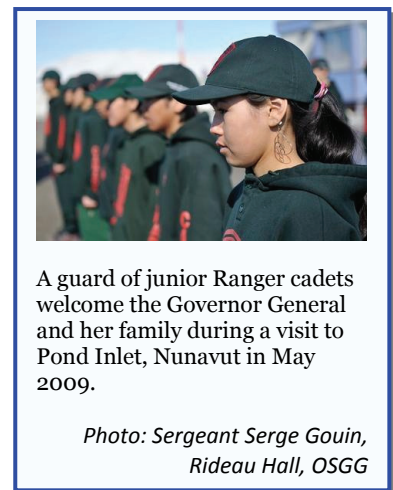 A guard of junior Ranger cadets
welcome the Governor General
and her family during a visit to
Pond Inlet, Nunavut in May
2009.
Photo: Sergeant Serge Gouin,
Rideau Hall, OSGG